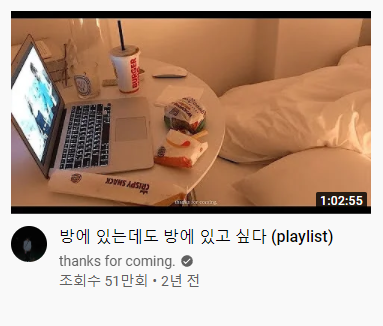 BURGER
CRISPY SNACK
thanks for coming.
1:02:55
방에 있는데도 방에 있고 싶다 (playlist)
thanks for coming.
조회수 51만회 • 2년 전